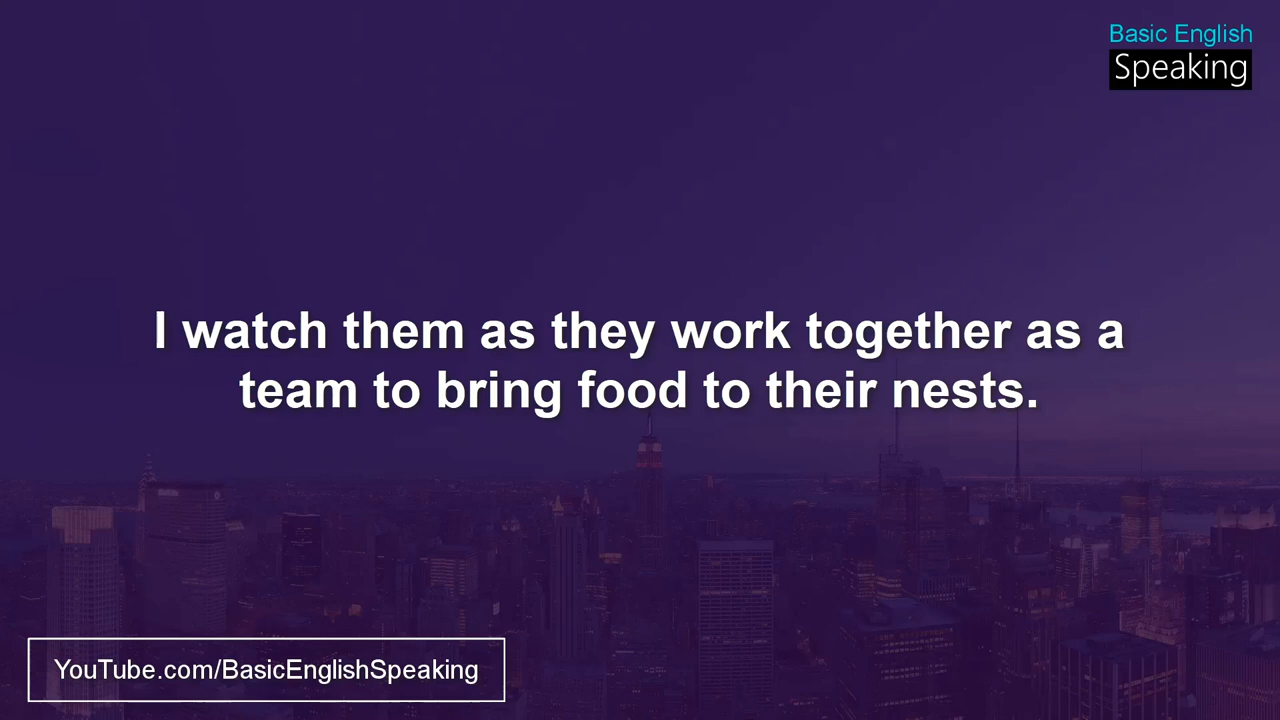 Basic English
Speaking
I watch them as they work together as a
team to bring food to their nests.
YouTube.com/BasicEnglishSpeaking